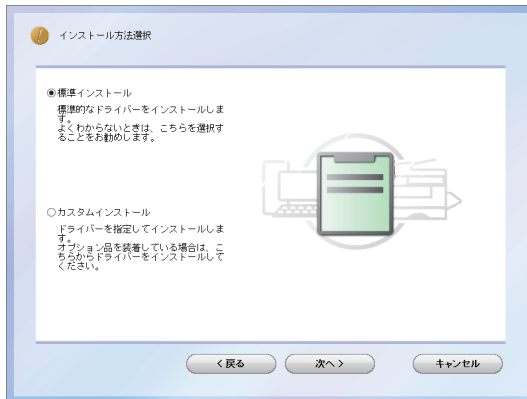 インストール方法選択
標準インストール
標準的なドライバーをインストールしま
す。
よくわからないときは、こちらを選択す
ることをお勧めします。
カスタムインストール
ドライバーを指定してインストールしま
す。
オプション品を装着している場合は、こ
ちらからドライバーをインストールして
ください。
< 戻る
次へ >
キャンセル